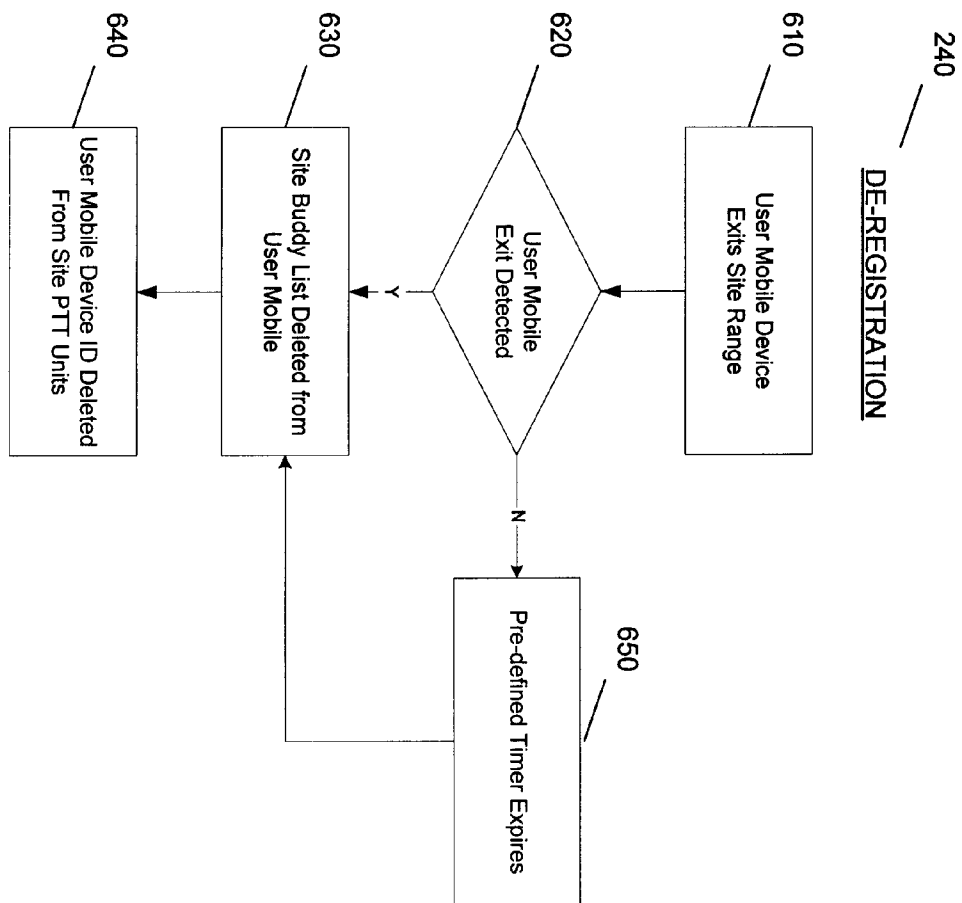 240
DE-REGISTRATION
610
User Mobile Device
Exits Site Range
620
User Mobile
Exit Detected
Y
N
630
Site Buddy List Deleted from
User Mobile
640
User Mobile Device ID Deleted
From Site PTT Units
650
Pre-defined Timer Expires